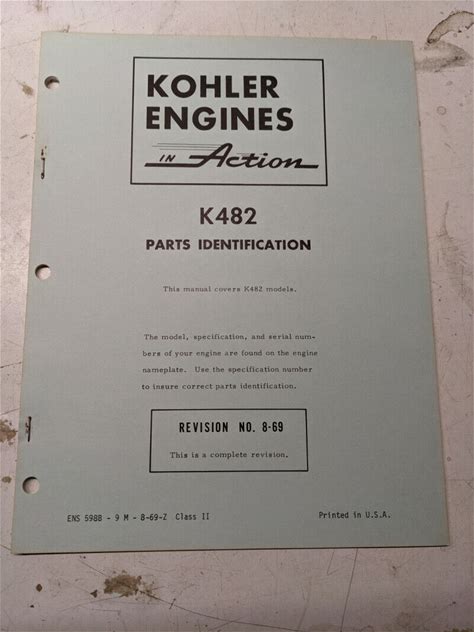 KOHLER
ENGINES
IN Action
K482
PARTS IDENTIFICATION
This manual covers K482 models.
The model, specification, and serial num-
bers of your engine are found on the engine
nameplate. Use the specification number
to insure correct parts identification.
REVISION NO. 8-69
This is a complete revision.
ENS 598B - 9 M - 8-69-Z Class II
Printed in U.S.A.